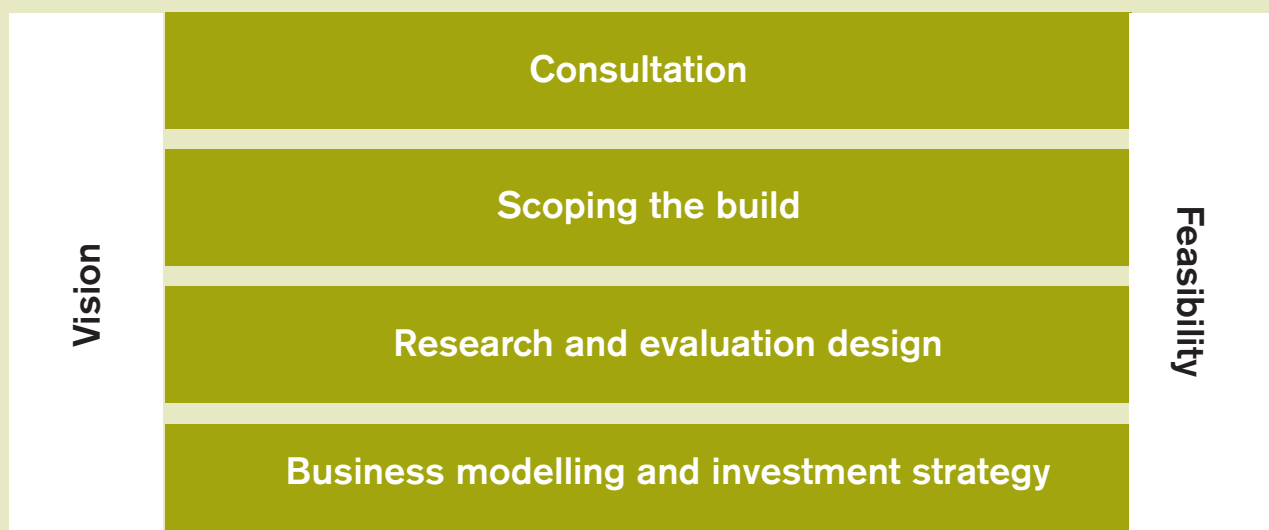 Vision
Consultation
Scoping the build
Research and evaluation design
Business modelling and investment strategy
Feasibility